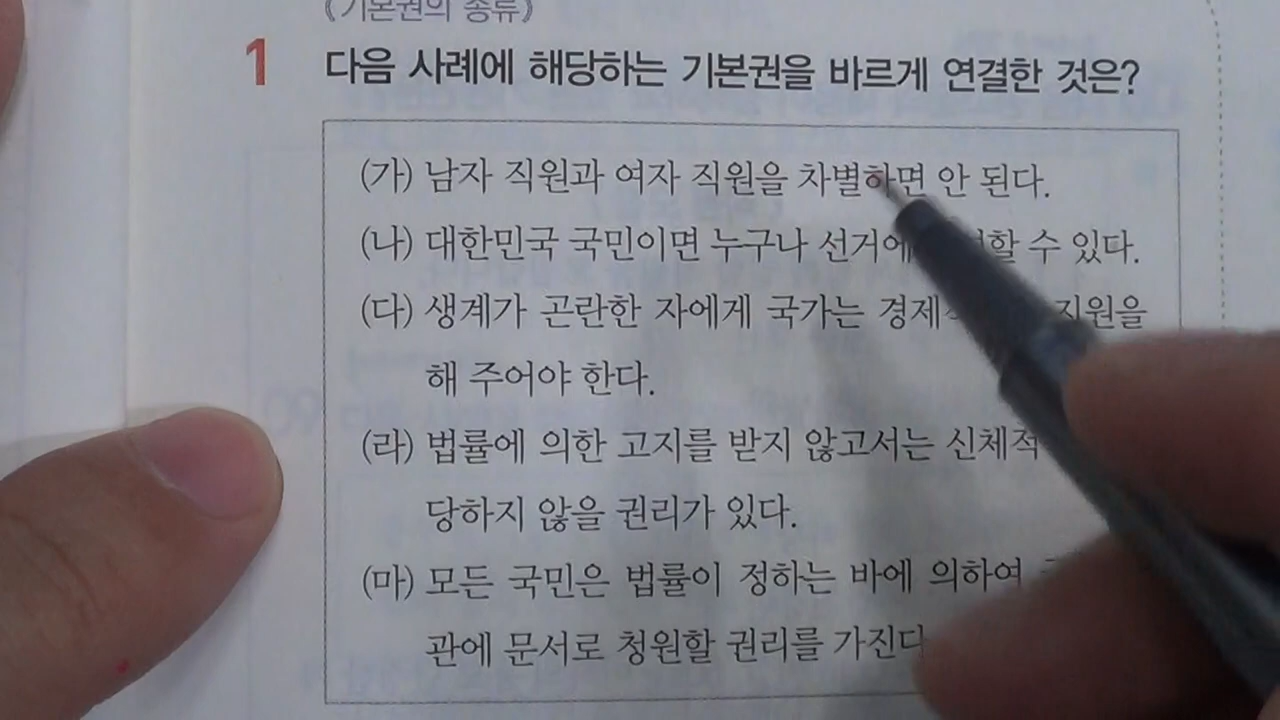 《기본권의 종류》
1 다음 사례에 해당하는 기본권을 바르게 연결한 것은?
(가) 남자 직원과 여자 직원을 차별하면 안 된다.
(나) 대한민국 국민이면 누구나 선거에 수 있다.
(다) 생계가 곤란한 자에게 국가는 지원을
해 주어야 한다.
(라) 법률에 의한 고지를 받지 않고서는 신체적
당하지 않을 권리가 있다.
(마) 모든 국민은 법률이 정하는 바에 의하여
관에 문서로 청원할 권리를 가진다